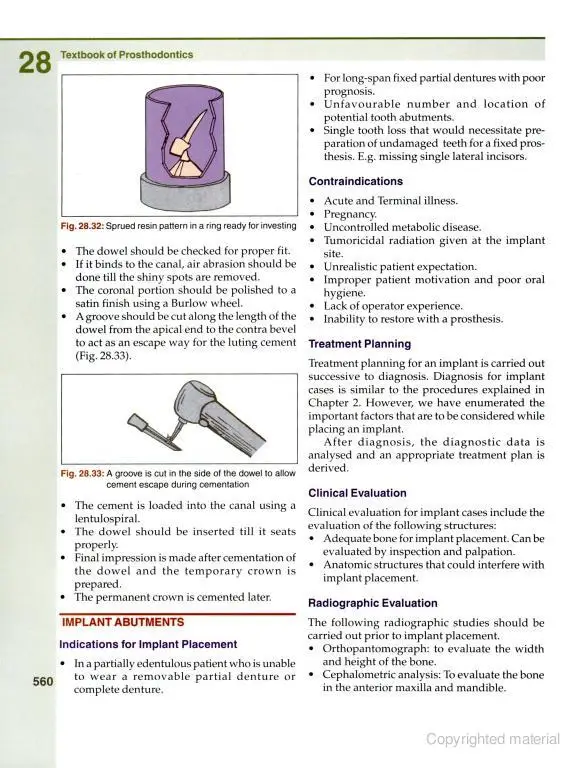 28
Textbook of Prosthodontics
Fig. 28.32: Sprued resin pattern in a ring ready for investing
• The dowel should be checked for proper fit.
• If it binds to the canal, air abrasion should be
done till the shiny spots are removed.
• The coronal portion should be polished to a
satin finish using a Burlow wheel.
• A groove should be cut along the length of the
dowel from the apical end to the contra bevel
to act as an escape way for the luting cement
(Fig. 28.33).
Fig. 28.33: A groove is cut in the side of the dowel to allow
cement escape during cementation
• The cement is loaded into the canal using a
lentulospiral.
• The dowel should be inserted till it seats
properly.
• Final impression is made after cementation of
the dowel and the temporary crown is
prepared.
• The permanent crown is cemented later.
IMPLANT ABUTMENTS
Indications for Implant Placement
• In a partially edentulous patient who is unable
to wear a removable partial denture or
complete denture.
560
• For long-span fixed partial dentures with poor
prognosis.
• Unfavourable number and location of
potential tooth abutments.
• Single tooth loss that would necessitate pre-
paration of undamaged teeth for a fixed pros-
thesis. E.g. missing single lateral incisors.
Contraindications
• Acute and Terminal illness.
• Pregnancy.
• Uncontrolled metabolic disease.
• Tumoricidal radiation given at the implant
site.
• Unrealistic patient expectation.
• Improper patient motivation and poor oral
hygiene.
• Lack of operator experience.
• Inability to restore with a prosthesis.
Treatment Planning
Treatment planning for an implant is carried out
successive to diagnosis. Diagnosis for implant
cases is similar to the procedures explained in
Chapter 2. However, we have enumerated the
important factors that are to be considered while
placing an implant.
After diagnosis, the diagnostic data is
analysed and an appropriate treatment plan is
derived.
Clinical Evaluation
Clinical evaluation for implant cases include the
evaluation of the following structures:
• Adequate bone for implant placement. Can be
evaluated by inspection and palpation.
• Anatomic structures that could interfere with
implant placement.
Radiographic Evaluation
The following radiographic studies should be
carried out prior to implant placement.
• Orthopantomograph: to evaluate the width
and height of the bone.
• Cephalometric analysis: To evaluate the bone
in the anterior maxilla and mandible.
Copyrighted material